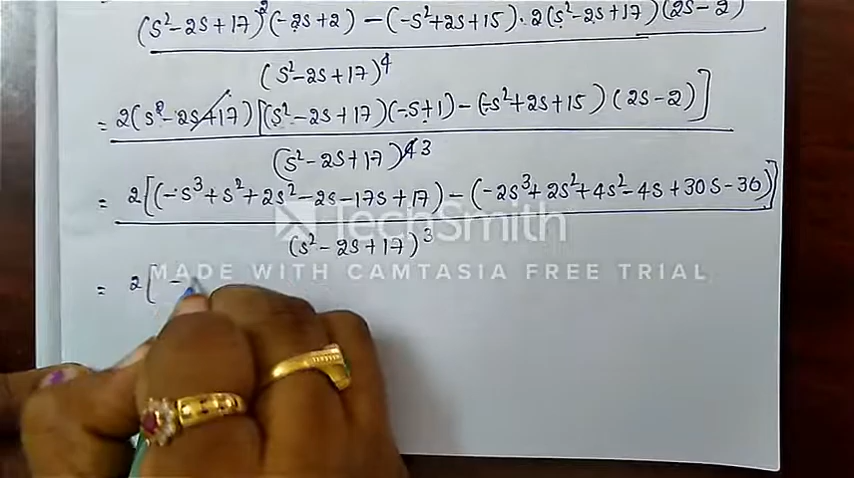 (s²-2s+17)²(-2s+2) - (-s²+2s+15)·2(s²-2s+17)(2s-2)
(s²-2s+17)⁴
= 2(s²-2s+17)[(s²-2s+17)(-s+1) - (-s²+2s+15)(2s-2)]
(s²-2s+17)⁴ 3
= 2[(-s³+s²+2s²-2s-17s+17) - (-2s³+2s²+4s²-4s+30s-30)]
(s²-2s+17)³
TechSmith
MADE WITH CAMTASIA FREE TRIAL
= 2[ -